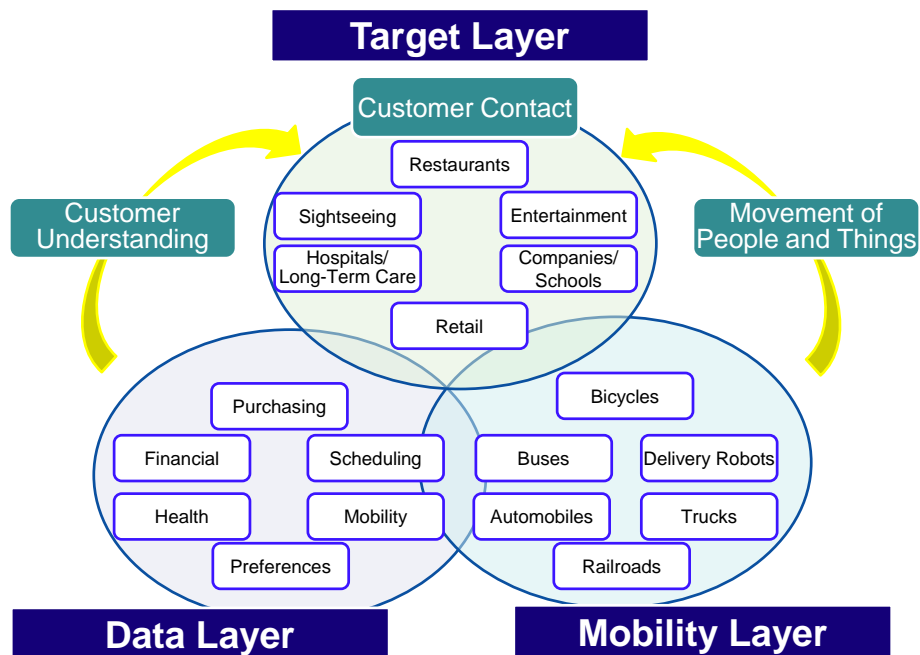 Target Layer
Customer Contact
Restaurants
Sightseeing
Entertainment
Hospitals/
Long-Term Care
Companies/
Schools
Retail
Customer
Understanding
Movement of
People and Things
Purchasing
Financial
Scheduling
Health
Mobility
Preferences
Bicycles
Buses
Delivery Robots
Automobiles
Trucks
Railroads
Data Layer
Mobility Layer